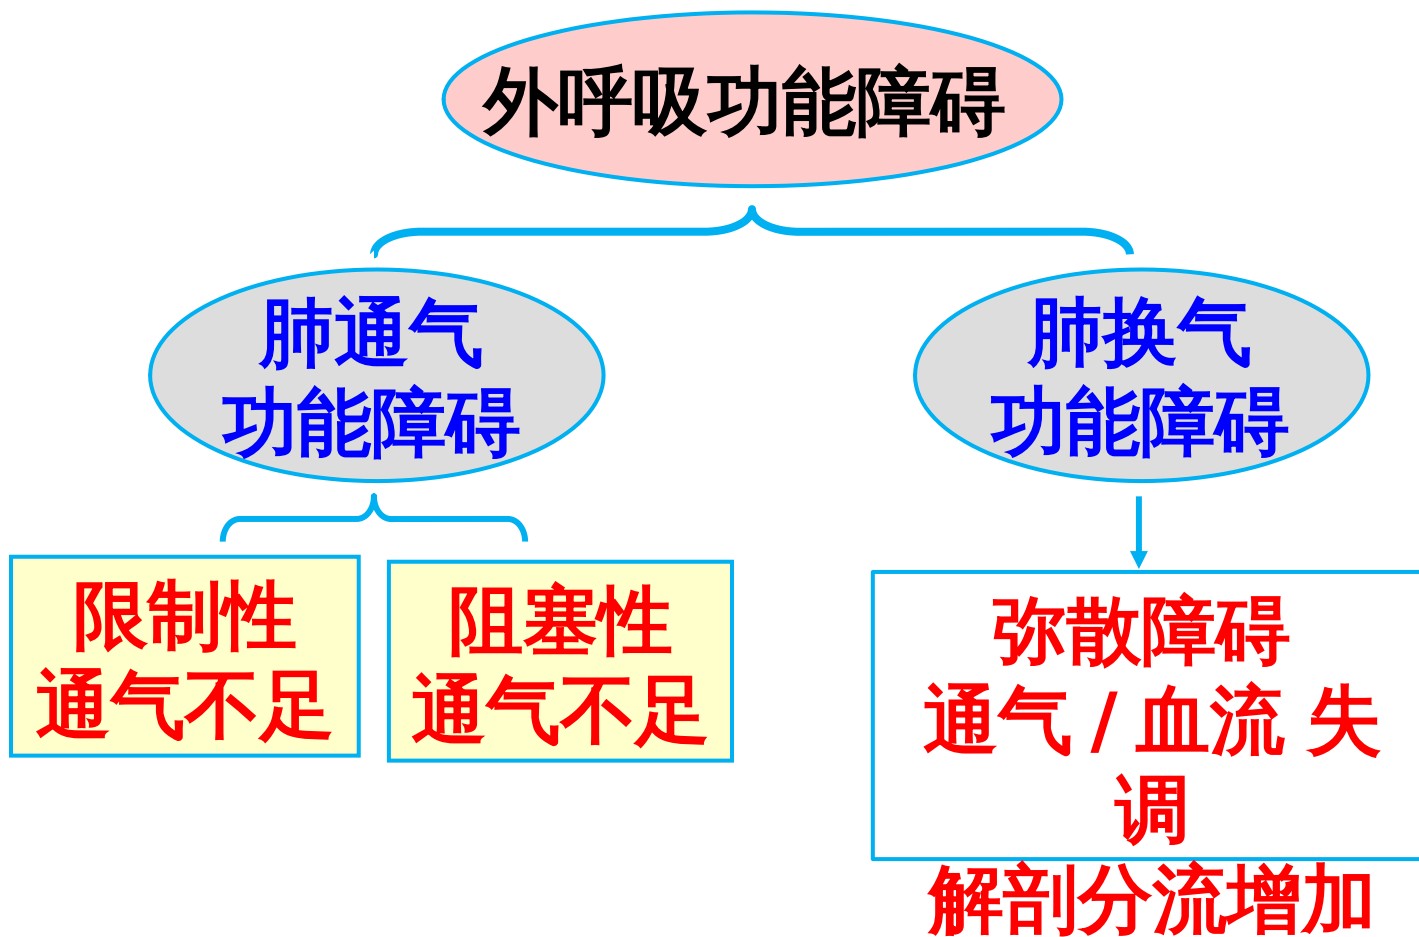 外呼吸功能障碍
肺通气
功能障碍
肺换气
功能障碍
限制性
通气不足
阻塞性
通气不足
弥散障碍
通气 / 血流 失
调
解剖分流增加